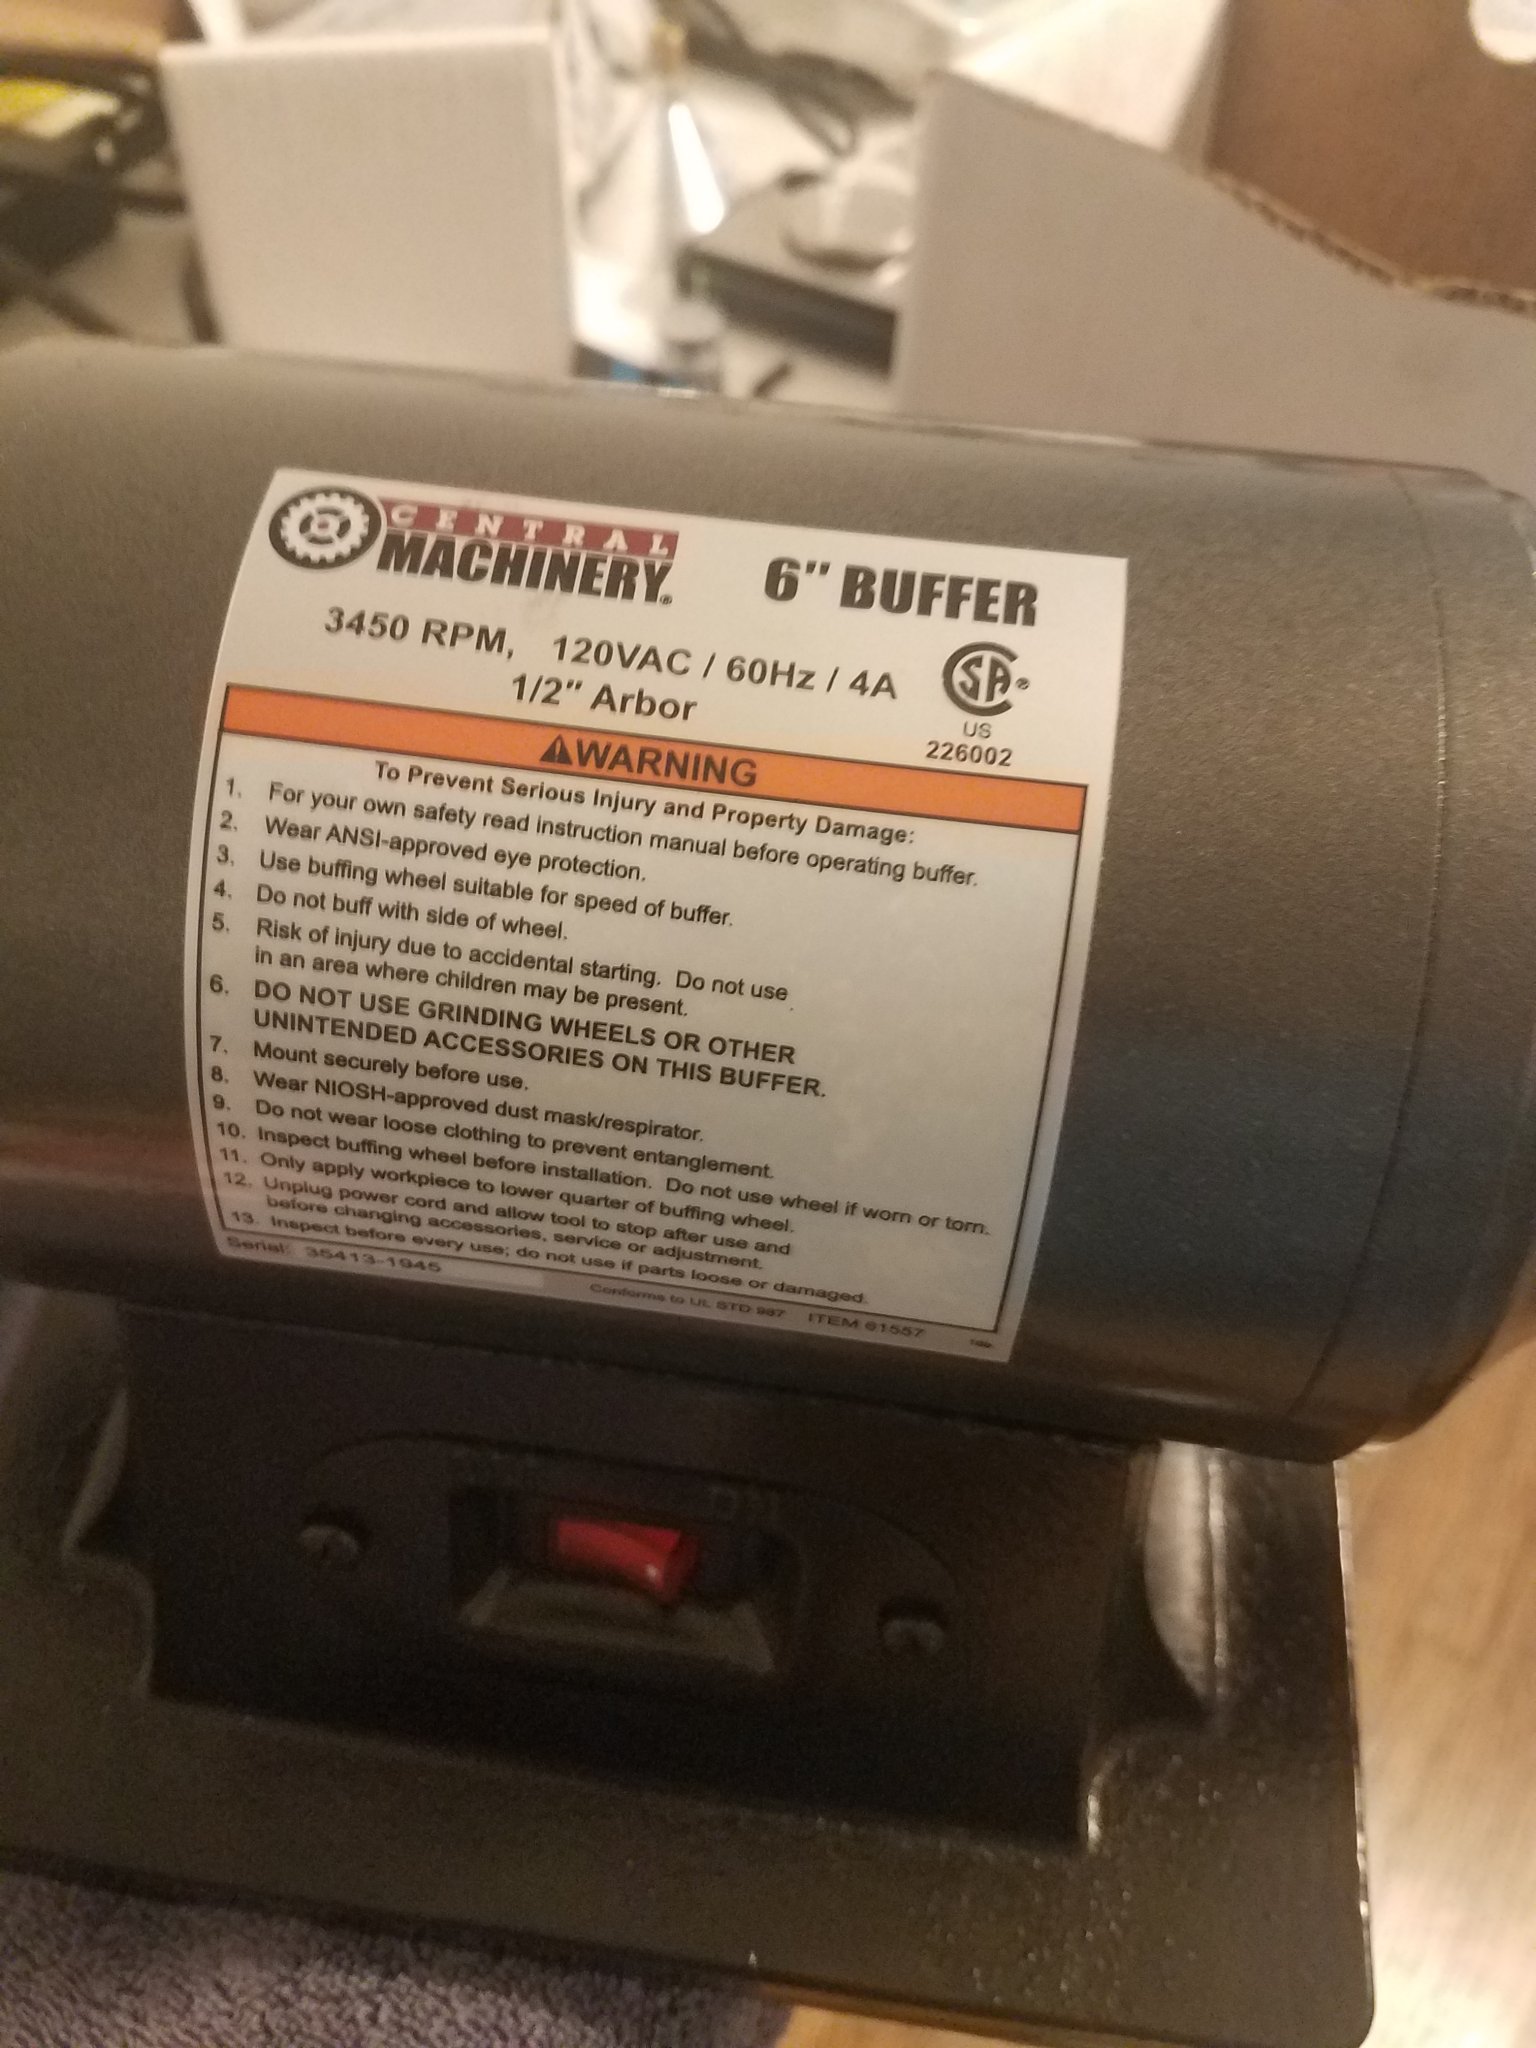 CENTRAL
MACHINERY®
6" BUFFER
3450 RPM, 120VAC / 60Hz / 4A
1/2" Arbor
SA®
US
226002
⚠WARNING
To Prevent Serious Injury and Property Damage:
1. For your own safety read instruction manual before operating buffer.
2. Wear ANSI-approved eye protection.
3. Use buffing wheel suitable for speed of buffer.
4. Do not buff with side of wheel.
5. Risk of injury due to accidental starting. Do not use
in an area where children may be present.
6. DO NOT USE GRINDING WHEELS OR OTHER
UNINTENDED ACCESSORIES ON THIS BUFFER.
7. Mount securely before use.
8. Wear NIOSH-approved dust mask/respirator.
9. Do not wear loose clothing to prevent entanglement.
10. Inspect buffing wheel before installation. Do not use wheel if worn or torn.
11. Only apply workpiece to lower quarter of buffing wheel.
12. Unplug power cord and allow tool to stop after use and
before changing accessories, service or adjustment.
13. Inspect before every use; do not use if parts loose or damaged.
Serial: 35413-1945
Conforms to UL STD 987 ITEM 61557
ON